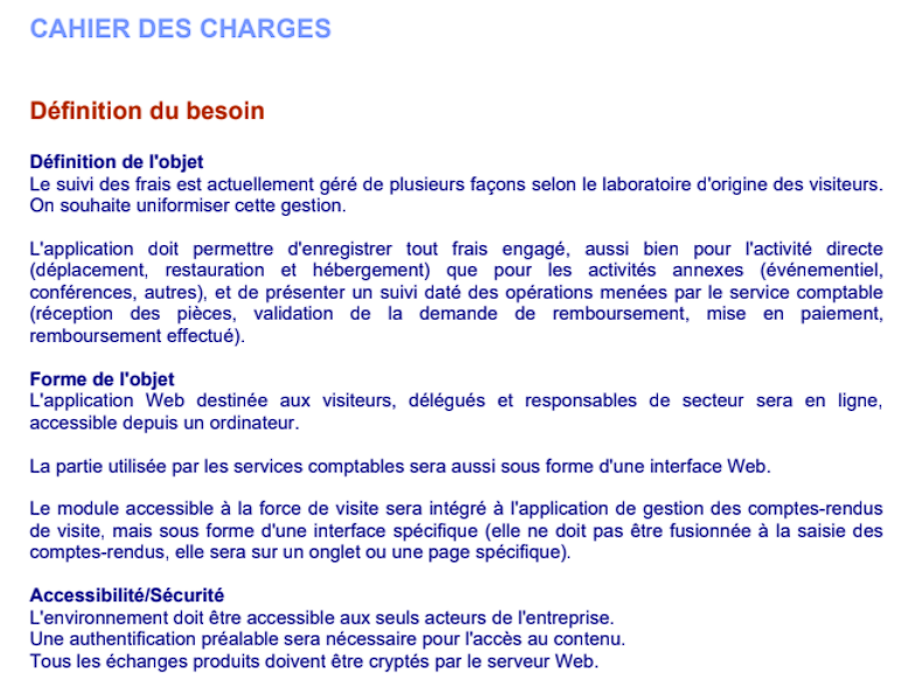 CAHIER DES CHARGES
Définition du besoin
Définition de l'objet
Le suivi des frais est actuellement géré de plusieurs façons selon le laboratoire d'origine des visiteurs.
On souhaite uniformiser cette gestion.
L'application doit permettre d'enregistrer tout frais engagé, aussi bien pour l'activité directe
(déplacement, restauration et hébergement) que pour les activités annexes (événementiel,
conférences, autres), et de présenter un suivi daté des opérations menées par le service comptable
(réception des pièces, validation de la demande de remboursement, mise en paiement,
remboursement effectué).
Forme de l'objet
L'application Web destinée aux visiteurs, délégués et responsables de secteur sera en ligne,
accessible depuis un ordinateur.
La partie utilisée par les services comptables sera aussi sous forme d'une interface Web.
Le module accessible à la force de visite sera intégré à l'application de gestion des comptes-rendus
de visite, mais sous forme d'une interface spécifique (elle ne doit pas être fusionnée à la saisie des
comptes-rendus, elle sera sur un onglet ou une page spécifique).
Accessibilité/Sécurité
L'environnement doit être accessible aux seuls acteurs de l'entreprise.
Une authentification préalable sera nécessaire pour l'accès au contenu.
Tous les échanges produits doivent être cryptés par le serveur Web.